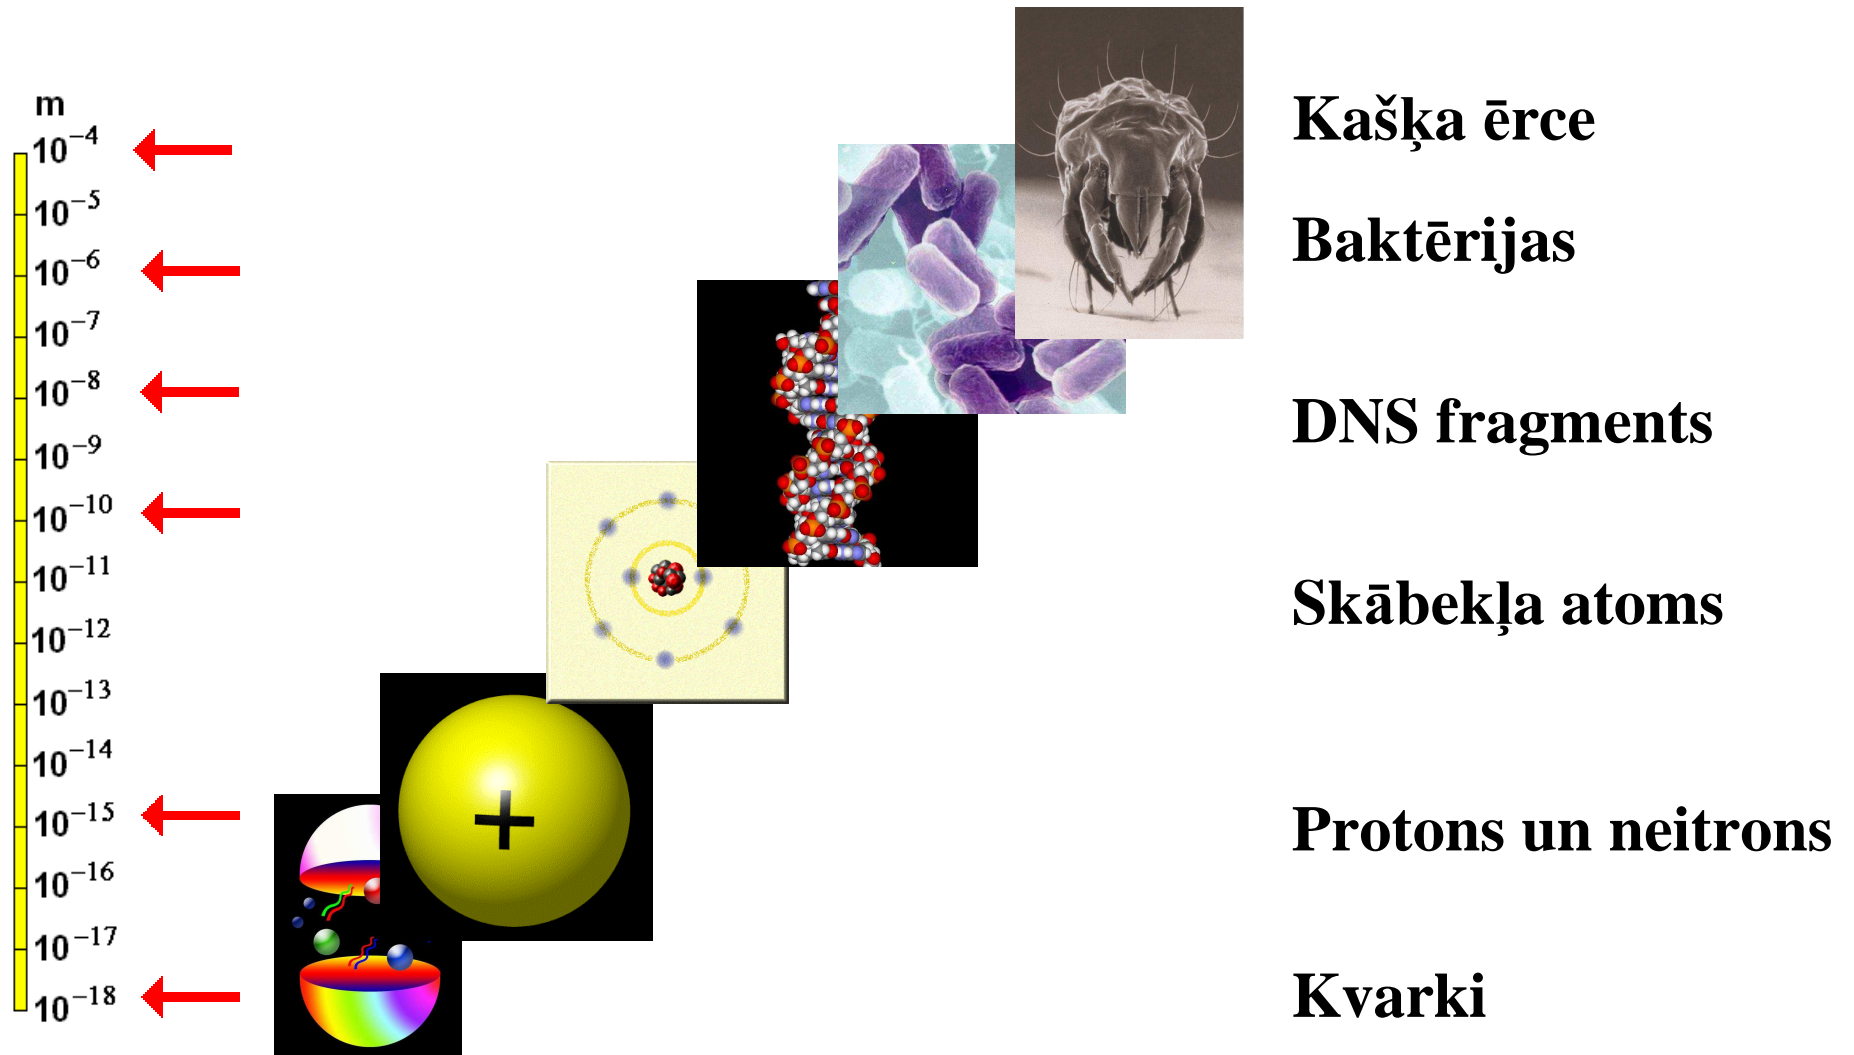 m
10⁻⁴
10⁻⁵
10⁻⁶
10⁻⁷
10⁻⁸
10⁻⁹
10⁻¹⁰
10⁻¹¹
10⁻¹²
10⁻¹³
10⁻¹⁴
10⁻¹⁵
10⁻¹⁶
10⁻¹⁷
10⁻¹⁸
+
Kašķa ērce
Baktērijas
DNS fragments
Skābekļa atoms
Protons un neitrons
Kvarki